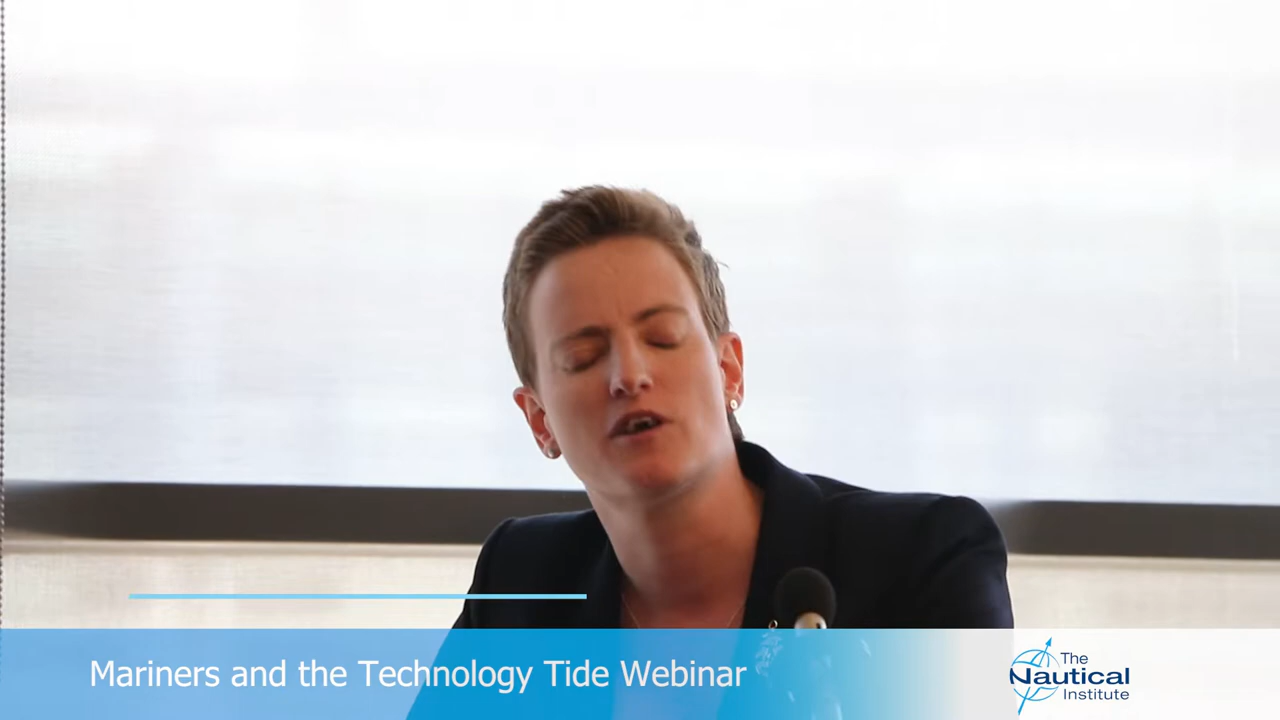 Mariners and the Technology Tide Webinar
The
Nautical
Institute